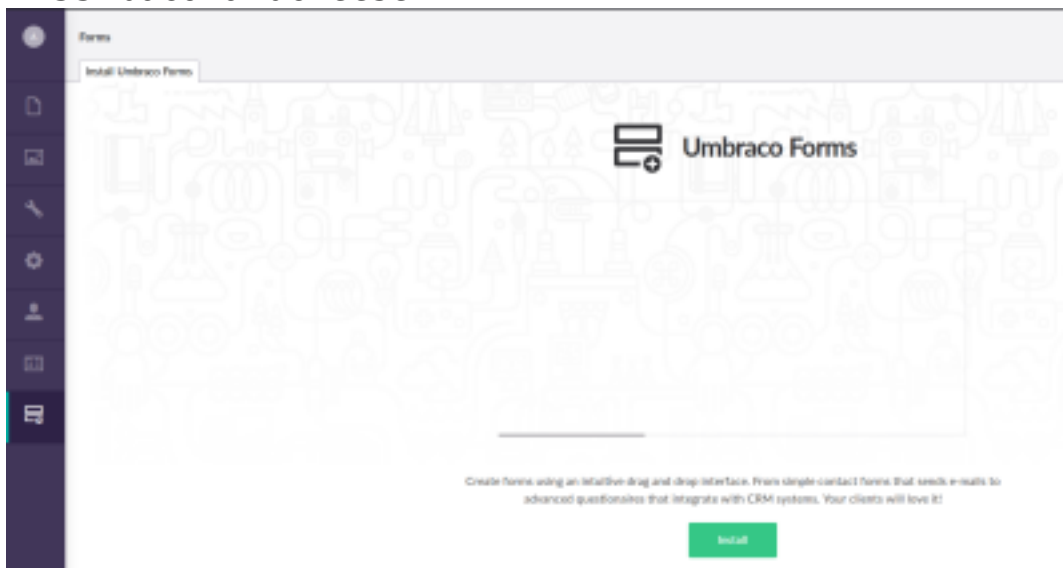 Forms
Install Umbraco Forms
Umbraco Forms
Create forms using an intuitive drag and drop interface. From simple contact forms that sends e-mails to
advanced questionaires that integrate with CRM systems. Your clients will love it!
Install